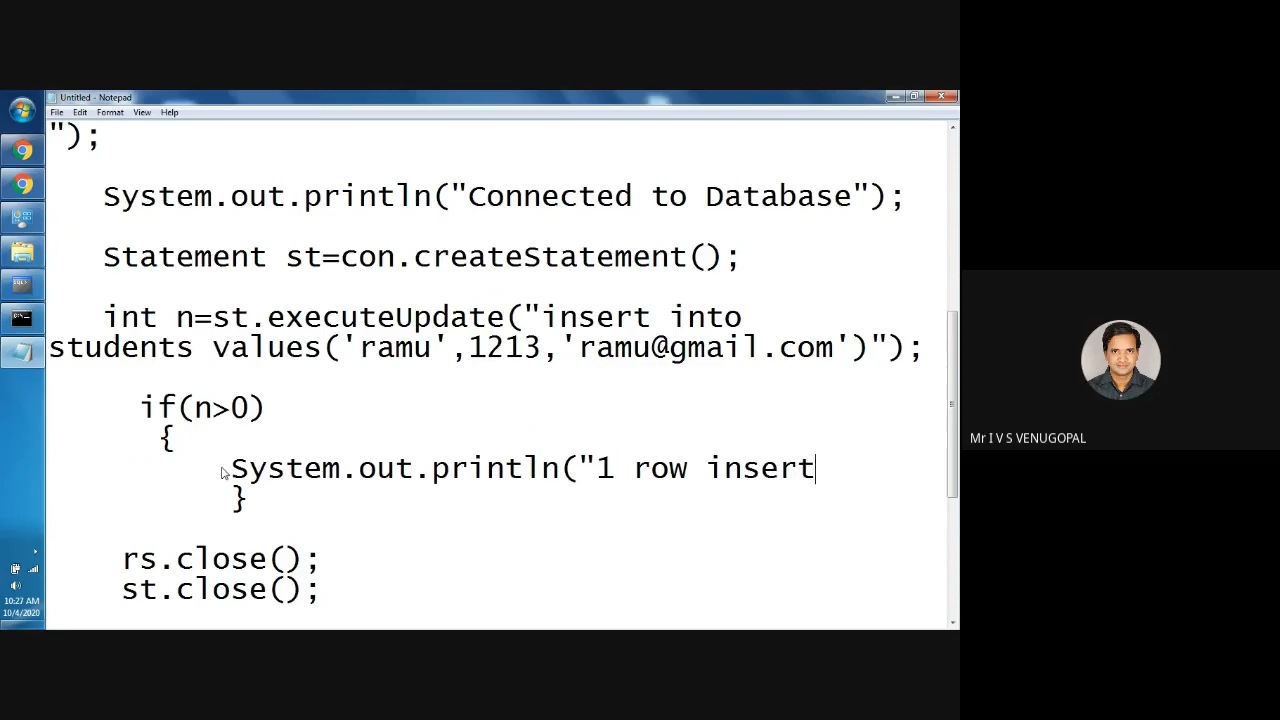 Untitled - Notepad
File Edit Format View Help
");
System.out.println("Connected to Database");
Statement st=con.createStatement();
int n=st.executeUpdate("insert into
students values('ramu',1213,'ramu@gmail.com')");
if(n>0)
{
System.out.println("1 row insert
}
rs.close();
st.close();
10:27 AM
10/4/2020
Mr I V S VENUGOPAL